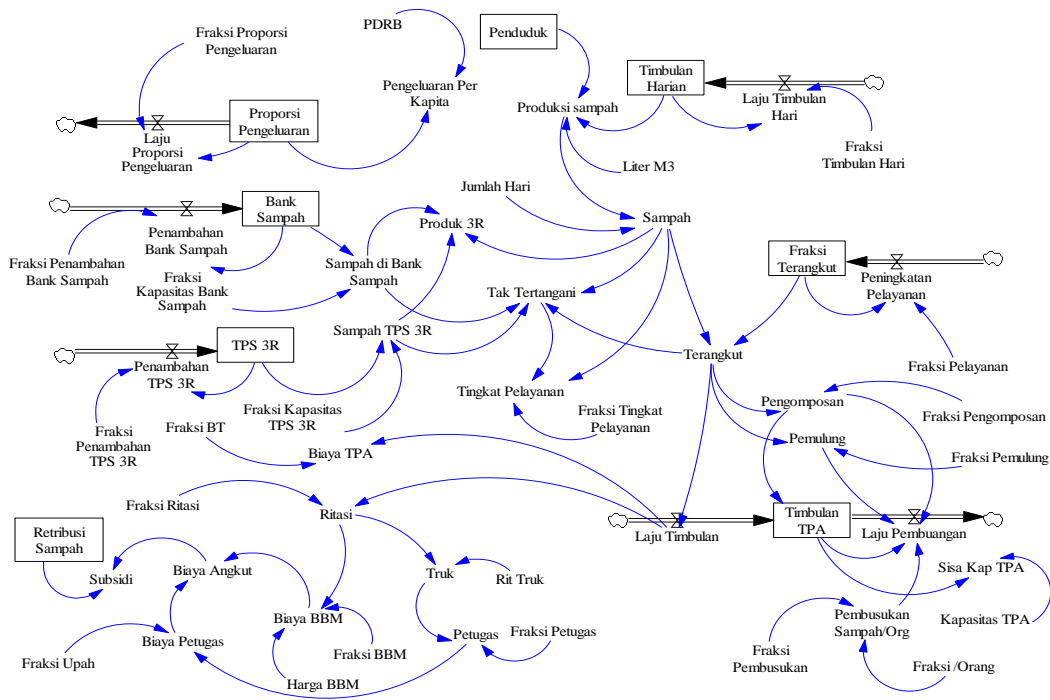 PDRB
Fraksi Proporsi
Pengeluaran
Penduduk
Timbulan
Harian
Pengeluaran Per
Kapita
Laju Timbulan
Hari
Produksi sampah
Proporsi
Pengeluaran
Laju
Proporsi
Pengeluaran
Fraksi
Timbulan Hari
Liter M3
Jumlah Hari
Bank
Sampah
Sampah
Produk 3R
Penambahan
Bank Sampah
Fraksi
Terangkut
Fraksi Penambahan
Bank Sampah
Sampah di Bank
Sampah
Peningkatan
Pelayanan
Fraksi
Kapasitas Bank
Sampah
Tak Tertangani
Sampah TPS 3R
TPS 3R
Terangkut
Penambahan
TPS 3R
Fraksi Pelayanan
Tingkat Pelayanan
Pengomposan
Fraksi Kapasitas
TPS 3R
Fraksi Tingkat
Pelayanan
Fraksi Pengomposan
Fraksi BT
Fraksi
Penambahan
TPS 3R
Pemulung
Biaya TPA
Fraksi Pemulung
Fraksi Ritasi
Ritasi
Timbulan
TPA
Retribusi
Sampah
Laju Timbulan
Laju Pembuangan
Sisa Kap TPA
Subsidi
Biaya Angkut
Truk
Rit Truk
Biaya BBM
Pembusukan
Sampah/Org
Kapasitas TPA
Biaya Petugas
Petugas
Fraksi Petugas
Fraksi Upah
Fraksi BBM
Fraksi
Pembusukan
Fraksi /Orang
Harga BBM